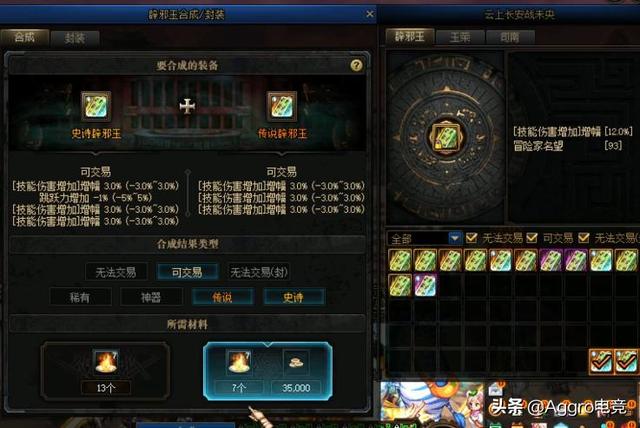 辟邪玉合成/封装
云上长安战未央
合成 封装
辟邪玉 玉荣 司南
要合成的装备
史诗辟邪玉
传说辟邪玉
可交易
[技能伤害增加]增幅 3.0% (-3.0%~3.0%)
跳跃力增加 -1% (-5%~5%)
[技能伤害增加]增幅 3.0% (-3.0%~3.0%)
[技能伤害增加]增幅 3.0% (-3.0%~3.0%)
可交易
[技能伤害增加]增幅 3.0% (-3.0%~3.0%)
[技能伤害增加]增幅 3.0% (-3.0%~3.0%)
[技能伤害增加]增幅 3.0% (-3.0%~3.0%)
[技能伤害增加]增幅 [12.0%]
冒险家名望 [93]
合成结果类型
无法交易 可交易 无法交易(封)
稀有 神器 传说 史诗
全部 无法交易 可交易 无法交易(
所需材料
7
13个
7
7个 35,000
头条 @Aggro电竞